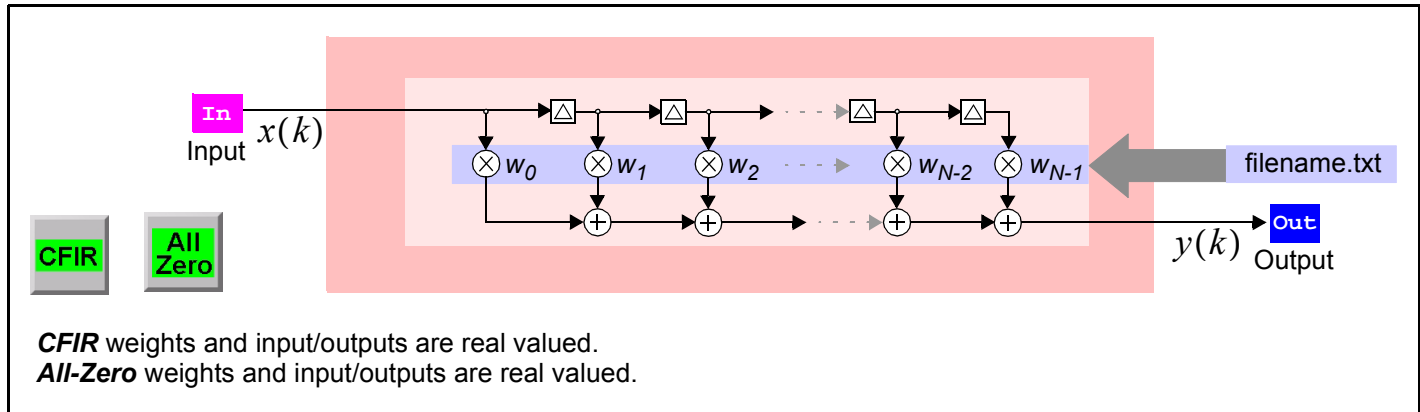 In
Input
x(k)
w0 w1 w2 wN-2 wN-1
filename.txt
Out
Output
y(k)
CFIR
All
Zero
CFIR weights and input/outputs are real valued.
All-Zero weights and input/outputs are real valued.